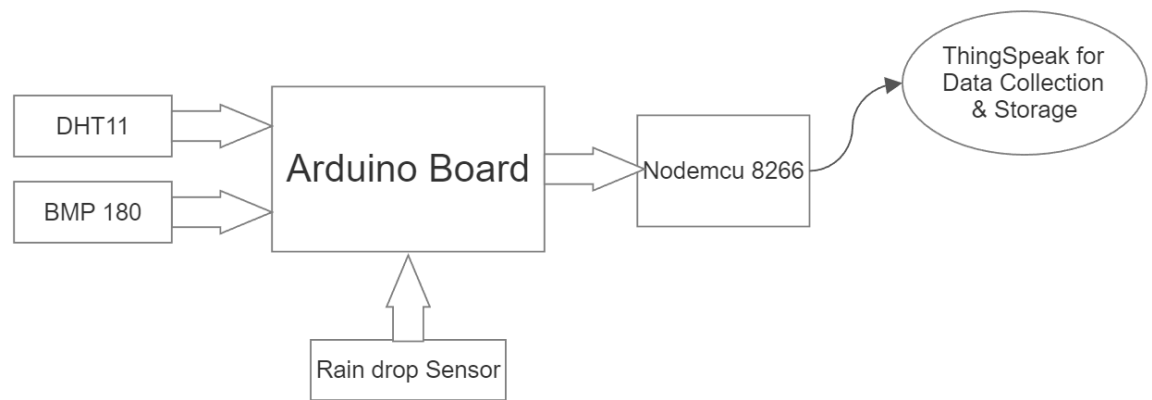 DHT11
BMP 180
Arduino Board
Rain drop Sensor
Nodemcu 8266
ThingSpeak for
Data Collection
& Storage